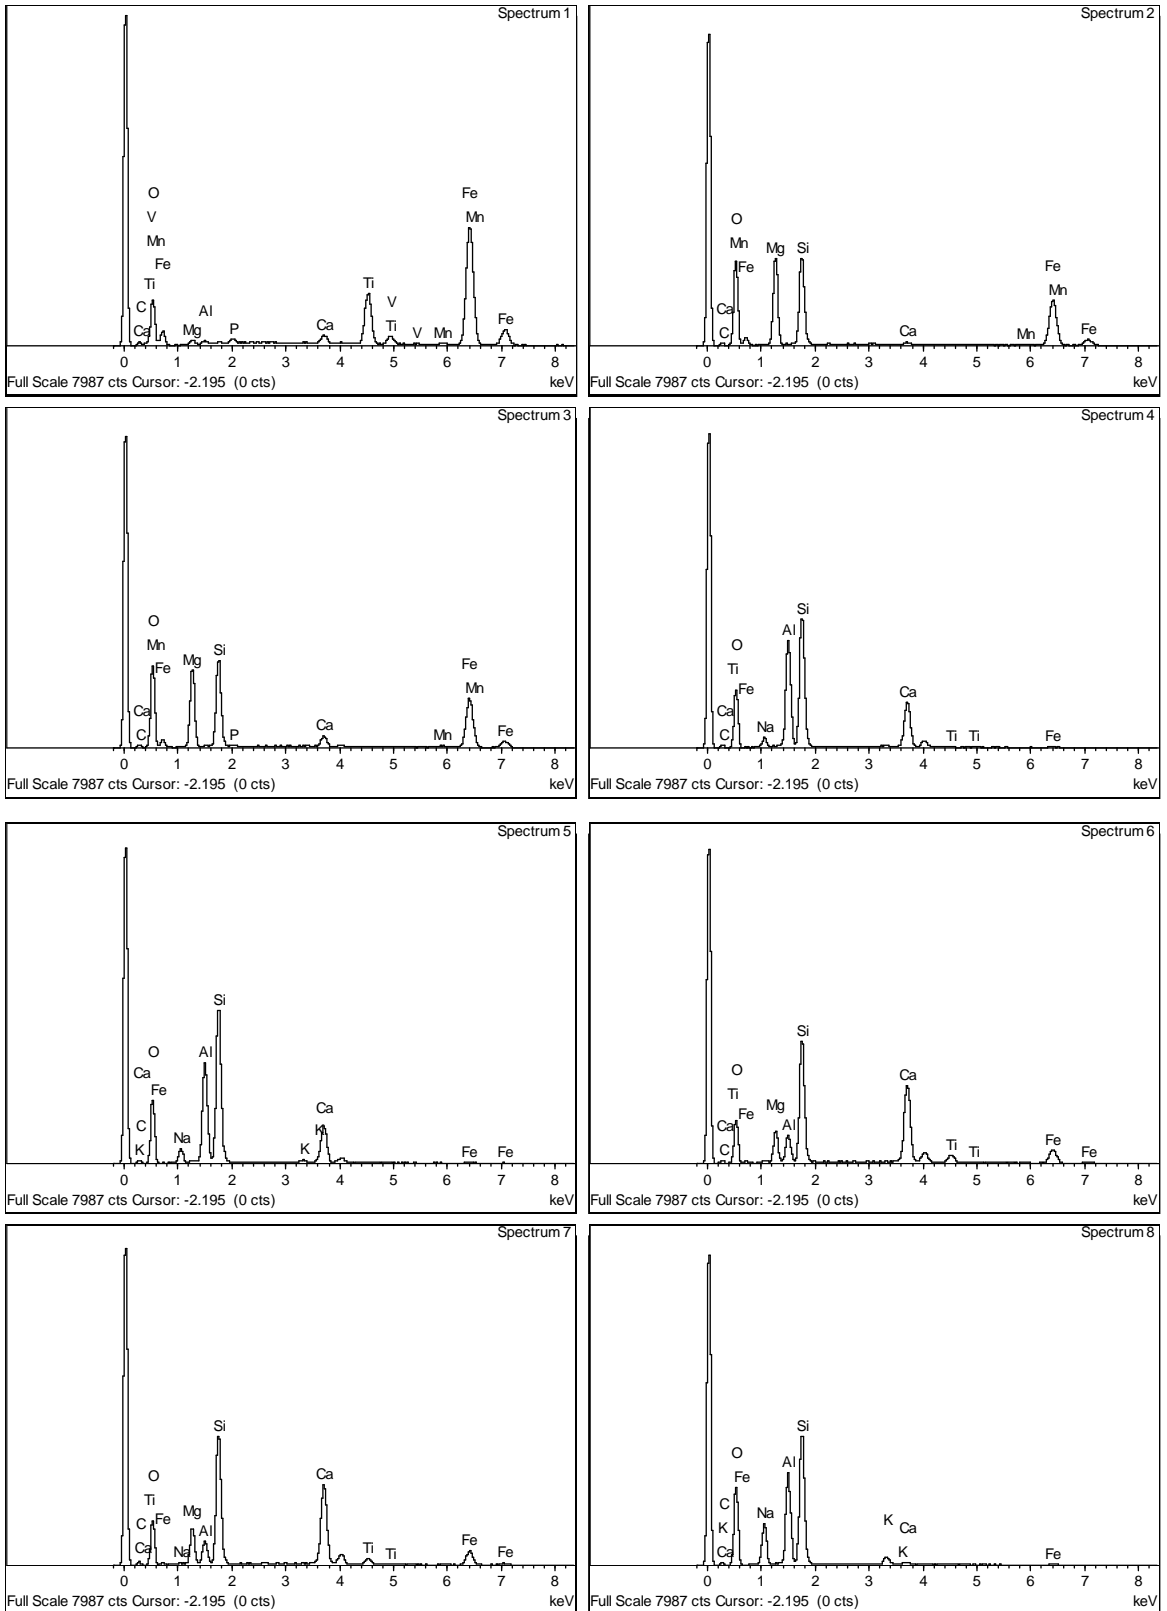 Spectrum 1
O
V
Mn
Fe
Ti
C
Ca
Mg
Al
P
Ca
Ti
V
Ti
V
Mn
Fe
Mn
Fe
0 1 2 3 4 5 6 7 8
Full Scale 7987 cts Cursor: -2.195 (0 cts) keV
Spectrum 2
O
Mn
Fe
Ca
C
Mg
Si
Ca
Mn
Fe
Mn
Fe
0 1 2 3 4 5 6 7 8
Full Scale 7987 cts Cursor: -2.195 (0 cts) keV
Spectrum 3
O
Mn
Fe
Ca
C
Mg
Si
P
Ca
Mn
Fe
Mn
Fe
0 1 2 3 4 5 6 7 8
Full Scale 7987 cts Cursor: -2.195 (0 cts) keV
Spectrum 4
O
Ti
Fe
Ca
C
Na
Al
Si
Ca
Ti Ti
Fe
0 1 2 3 4 5 6 7 8
Full Scale 7987 cts Cursor: -2.195 (0 cts) keV
Spectrum 5
O
Ca
Fe
C
K
Na
Al
Si
K
Ca
K
Fe Fe
0 1 2 3 4 5 6 7 8
Full Scale 7987 cts Cursor: -2.195 (0 cts) keV
Spectrum 6
O
Ti
Fe
Ca
C
Mg
Al
Si
Ca
Ti
Ti
Fe
Fe
0 1 2 3 4 5 6 7 8
Full Scale 7987 cts Cursor: -2.195 (0 cts) keV
Spectrum 7
O
Ti
Fe
C
Ca
Na
Mg
Al
Si
Ca
Ti
Ti
Fe
Fe
0 1 2 3 4 5 6 7 8
Full Scale 7987 cts Cursor: -2.195 (0 cts) keV
Spectrum 8
O
Fe
C
K
Ca
Na
Al
Si
K
Ca
K
Fe
0 1 2 3 4 5 6 7 8
Full Scale 7987 cts Cursor: -2.195 (0 cts) keV